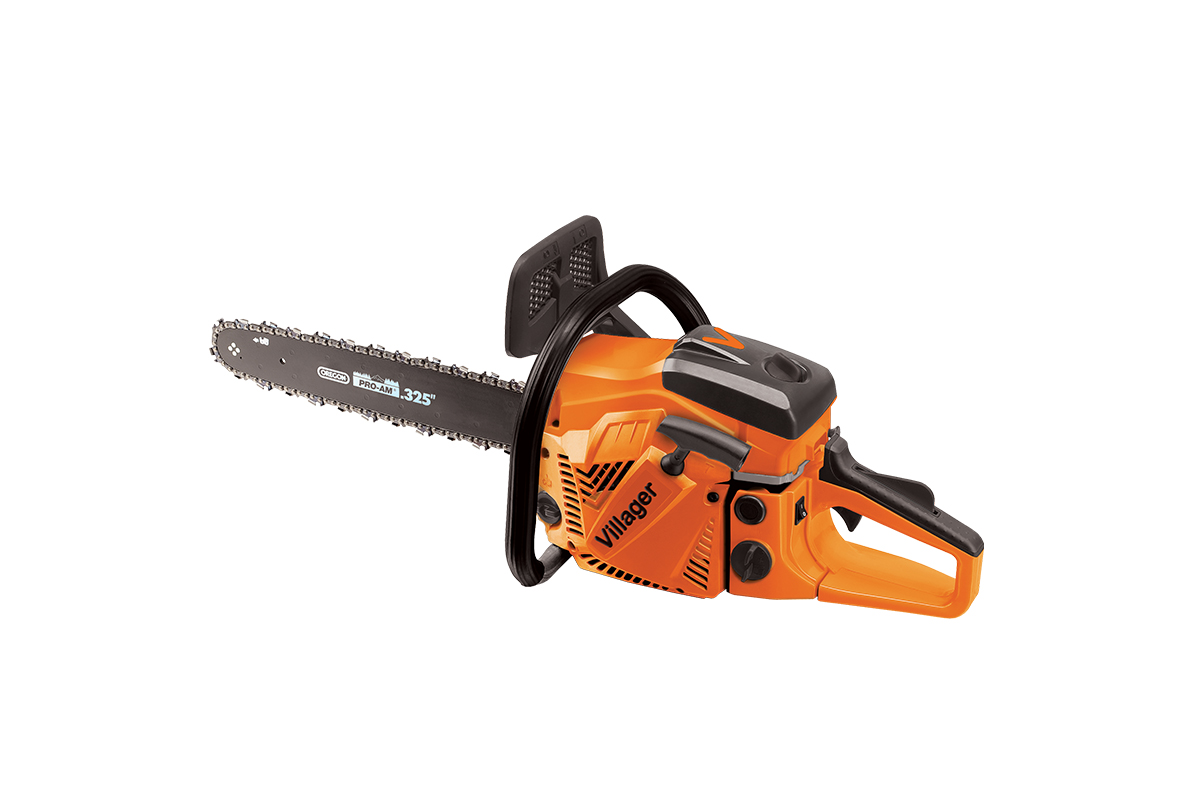 OREGON
PRO-AM
.325"
V
Villager